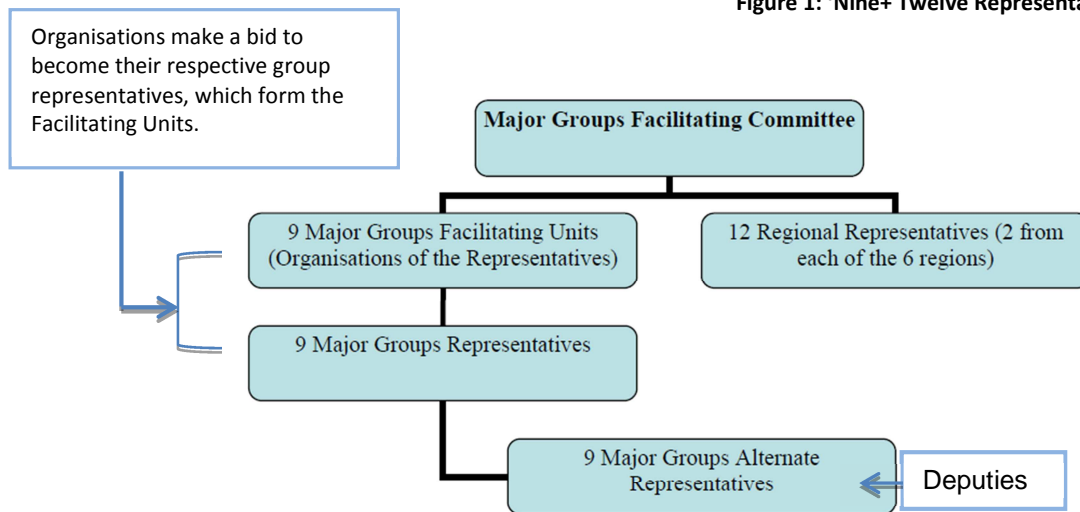 Figure 1: 'Nine+ Twelve
Organisations make a bid to
become their respective group
representatives, which form the
Facilitating Units.
Major Groups Facilitating Committee
9 Major Groups Facilitating Units
(Organisations of the Representatives)
12 Regional Representatives (2 from
each of the 6 regions)
9 Major Groups Representatives
9 Major Groups Alternate
Representatives
Deputies